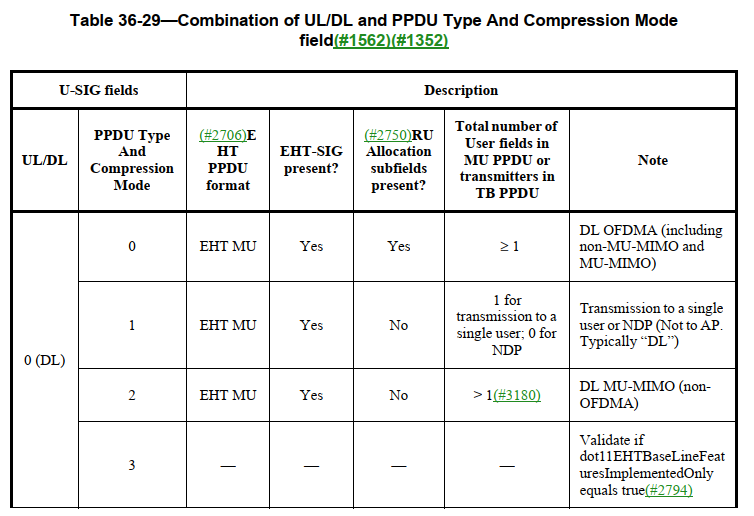 Table 36-29—Combination of UL/DL and PPDU Type And Compression Mode
field(#1562)(#1352)
U-SIG fields
Description
UL/DL
PPDU Type
And
Compression
Mode
(#2706)E
HT
PPDU
format
EHT-SIG
present?
(#2750)RU
Allocation
subfields
present?
Total number of
User fields in
MU PPDU or
transmitters in
TB PPDU
Note
0 (DL)
0
EHT MU
Yes
Yes
≥ 1
DL OFDMA (including
non-MU-MIMO and
MU-MIMO)
1
EHT MU
Yes
No
1 for
transmission to a
single user; 0 for
NDP
Transmission to a single
user or NDP (Not to AP.
Typically “DL”)
2
EHT MU
Yes
No
> 1(#3180)
DL MU-MIMO (non-
OFDMA)
3
—
—
—
—
Validate if
dot11EHTBaseLineFeat
uresImplementedOnly
equals true(#2794)